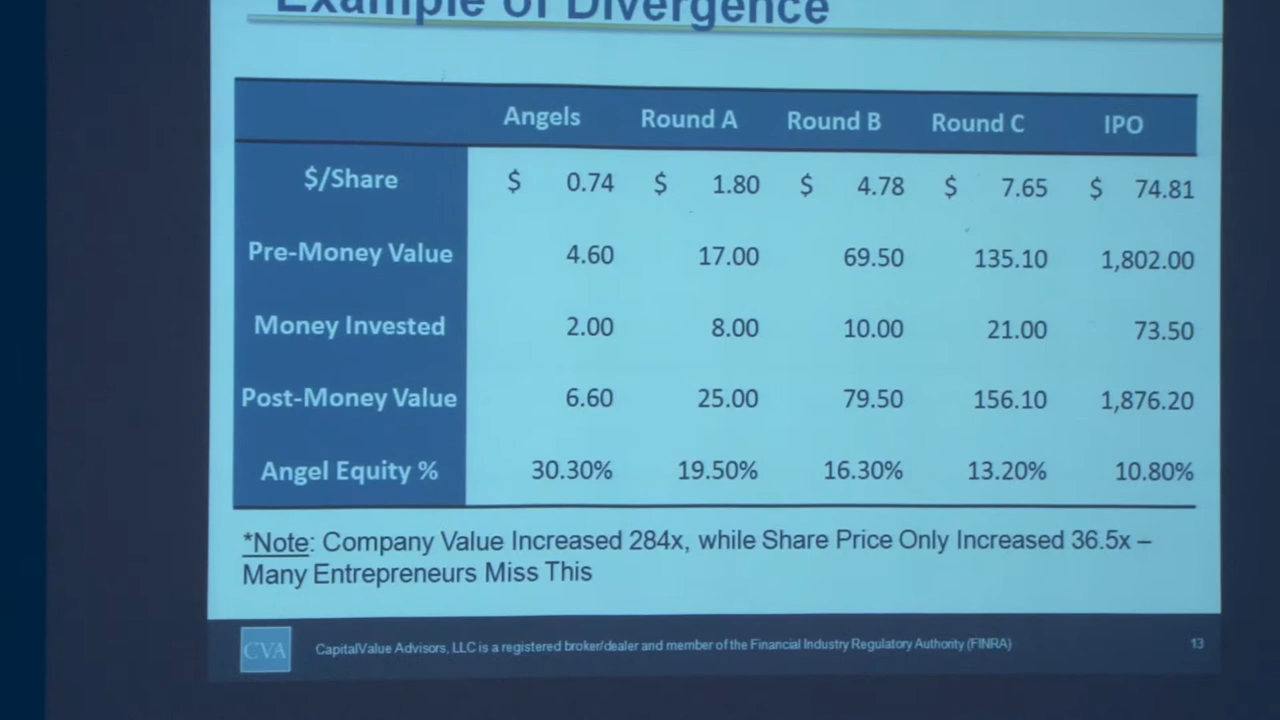 Example of Divergence
Angels Round A Round B Round C IPO
$/Share $ 0.74 $ 1.80 $ 4.78 $ 7.65 $ 74.81
Pre-Money Value 4.60 17.00 69.50 135.10 1,802.00
Money Invested 2.00 8.00 10.00 21.00 73.50
Post-Money Value 6.60 25.00 79.50 156.10 1,876.20
Angel Equity % 30.30% 19.50% 16.30% 13.20% 10.80%
*Note: Company Value Increased 284x, while Share Price Only Increased 36.5x –
Many Entrepreneurs Miss This
CVA CapitalValue Advisors, LLC is a registered broker/dealer and member of the Financial Industry Regulatory Authority (FINRA) 13